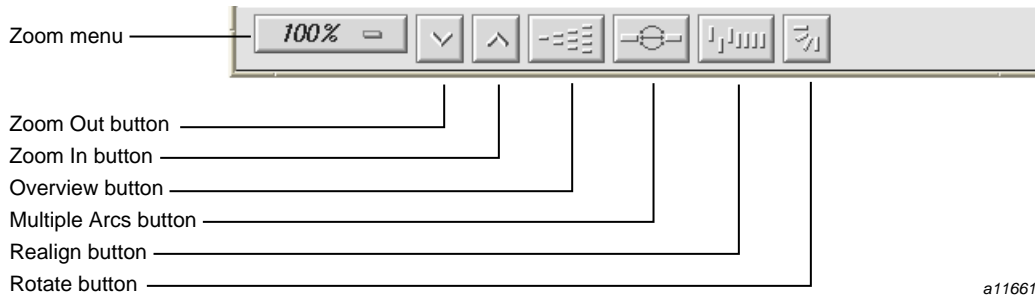 Zoom menu
100%
Zoom Out button
Zoom In button
Overview button
Multiple Arcs button
Realign button
Rotate button
a11661